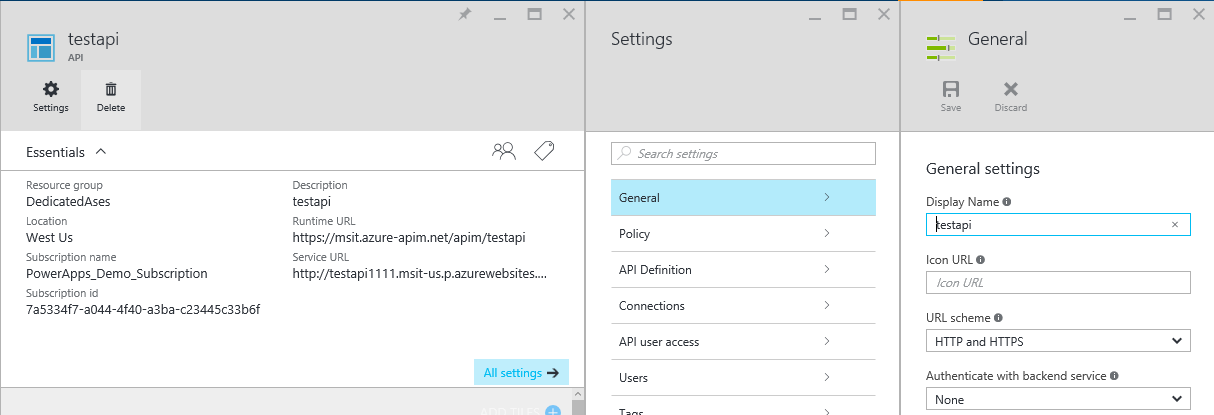 testapi
API
Settings
Delete
Essentials
Resource group
DedicatedAses
Location
West Us
Subscription name
PowerApps_Demo_Subscription
Subscription id
7a5334f7-a044-4f40-a3ba-c23445c33b6f
Description
testapi
Runtime URL
https://msit.azure-apim.net/apim/testapi
Service URL
http://testapi1111.msit-us.p.azurewebsites....
All settings
ADD TILES
Settings
Search settings
General
Policy
API Definition
Connections
API user access
Users
Tags
General
Save
Discard
General settings
Display Name
testapi
Icon URL
Icon URL
URL scheme
HTTP and HTTPS
Authenticate with backend service
None